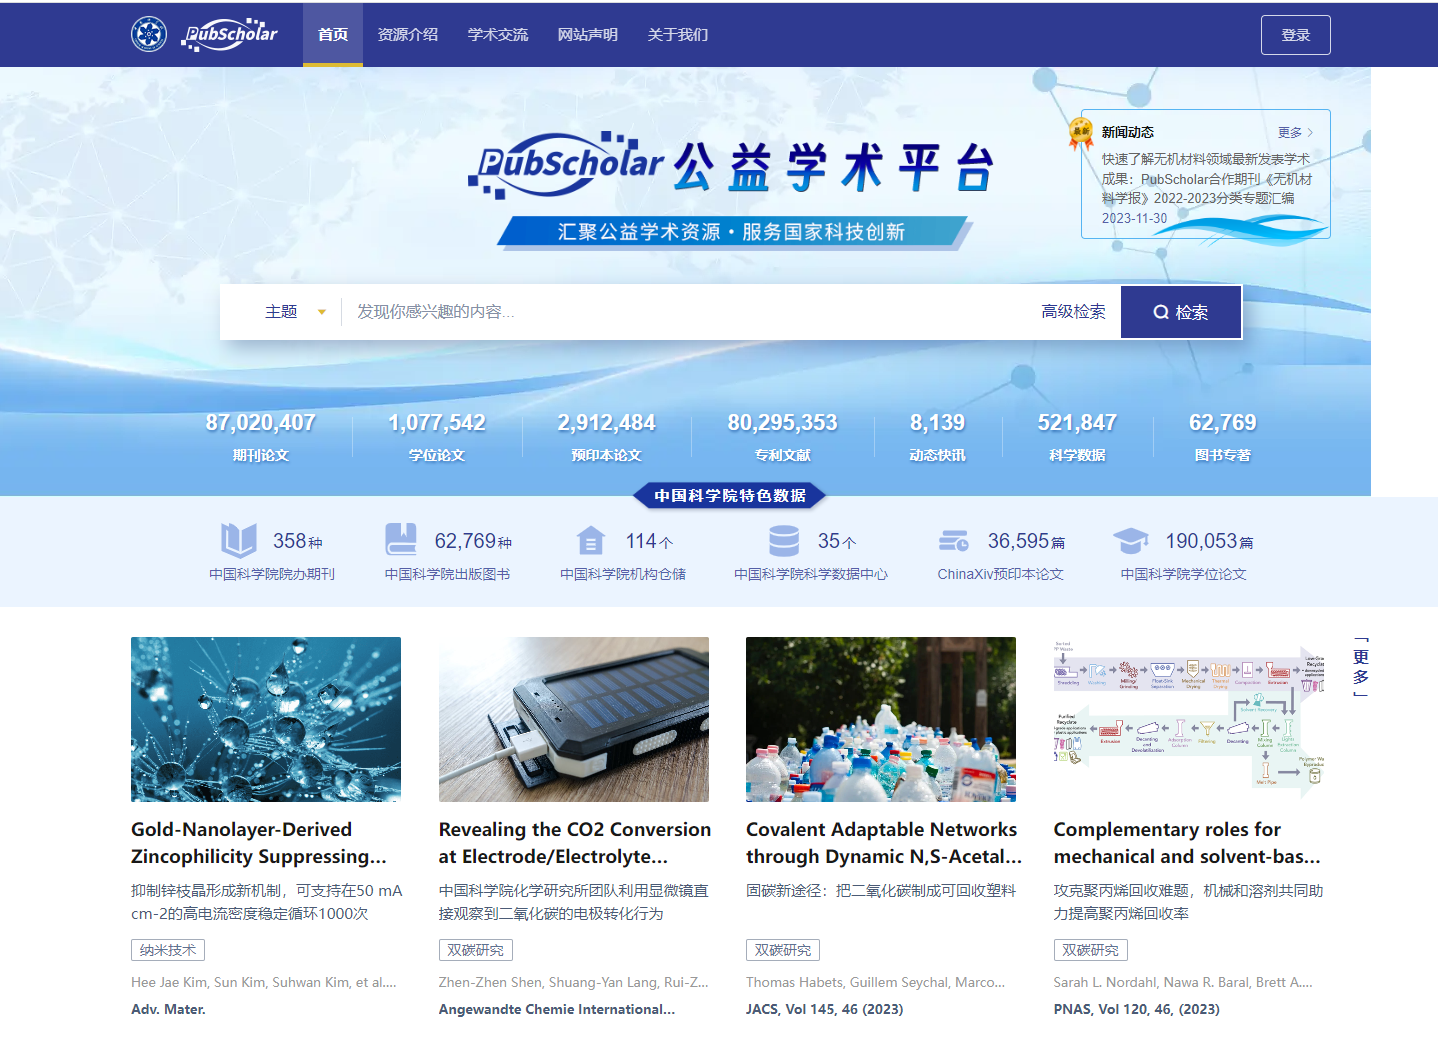 PubScholar
首页
资源介绍
学术交流
网站声明
关于我们
登录
PubScholar 公益学术平台
汇聚公益学术资源·服务国家科技创新
最新
新闻动态
更多
快速了解无机材料领域最新发表学术
成果：PubScholar合作期刊《无机材
料学报》2022-2023分类专题汇编
2023-11-30
主题
发现你感兴趣的内容...
高级检索
检索
87,020,407
期刊论文
1,077,542
学位论文
2,912,484
预印本论文
80,295,353
专利文献
8,139
动态快讯
521,847
科学数据
62,769
图书专著
中国科学院特色数据
358种
中国科学院院办期刊
62,769种
中国科学院出版图书
114个
中国科学院机构仓储
35个
中国科学院科学数据中心
36,595篇
ChinaXiv预印本论文
190,053篇
中国科学院学位论文
「更多」
Gold-Nanolayer-Derived
Zincophilicity Suppressing...
抑制锌枝晶形成新机制，可支持在50 mA
cm-2的高电流密度稳定循环1000次
纳米技术
Hee Jae Kim, Sun Kim, Suhwan Kim, et al....
Adv. Mater.
Revealing the CO2 Conversion
at Electrode/Electrolyte...
中国科学院化学研究所团队利用显微镜直
接观察到二氧化碳的电极转化行为
双碳研究
Zhen-Zhen Shen, Shuang-Yan Lang, Rui-Z...
Angewandte Chemie International...
Covalent Adaptable Networks
through Dynamic N,S-Acetal...
固碳新途径：把二氧化碳制成可回收塑料
双碳研究
Thomas Habets, Guillem Seychal, Marco...
JACS, Vol 145, 46 (2023)
Complementary roles for
mechanical and solvent-bas...
攻克聚丙烯回收难题，机械和溶剂共同助
力提高聚丙烯回收率
双碳研究
Sarah L. Nordahl, Nawa R. Baral, Brett A....
PNAS, Vol 120, 46, (2023)